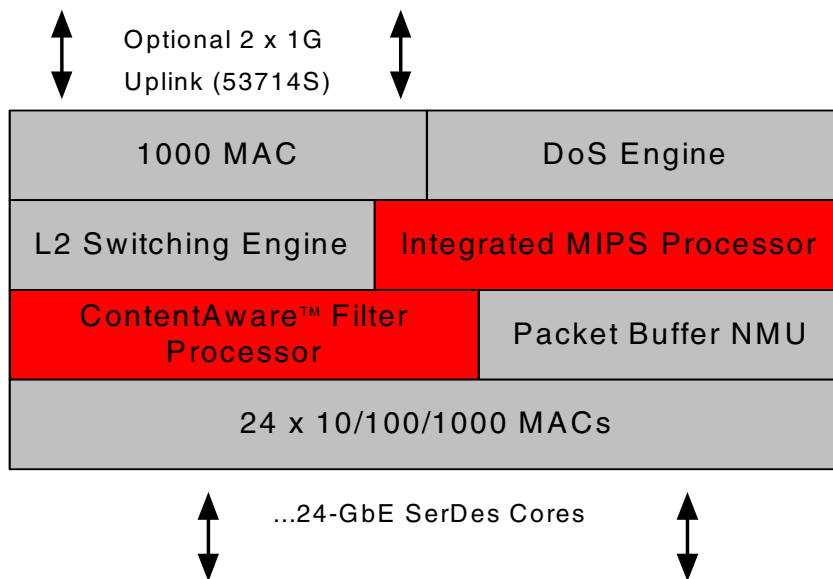 Optional 2 x 1G
Uplink (53714S)
1000 MAC
DoS Engine
L2 Switching Engine
Integrated MIPS Processor
ContentAware™ Filter
Processor
Packet Buffer NMU
24 x 10/100/1000 MACs
...24-GbE SerDes Cores